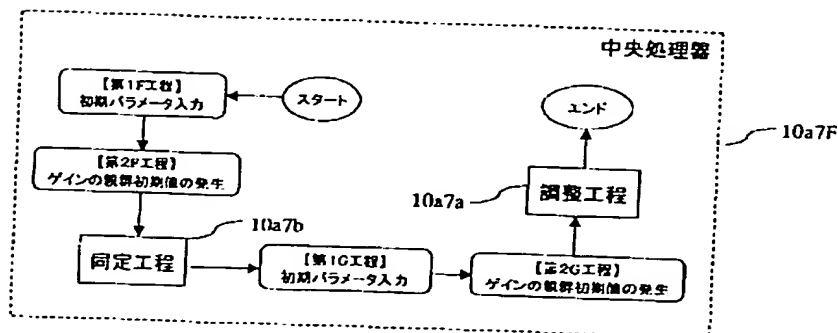 中央処理器
スタート
【第1F工程】
初期パラメータ入力
【第2F工程】
ゲインの親群初期値の発生
10a7b
同定工程
【第1G工程】
初期パラメータ入力
【第2G工程】
ゲインの親群初期値の発生
10a7a
調整工程
エンド
10a7F